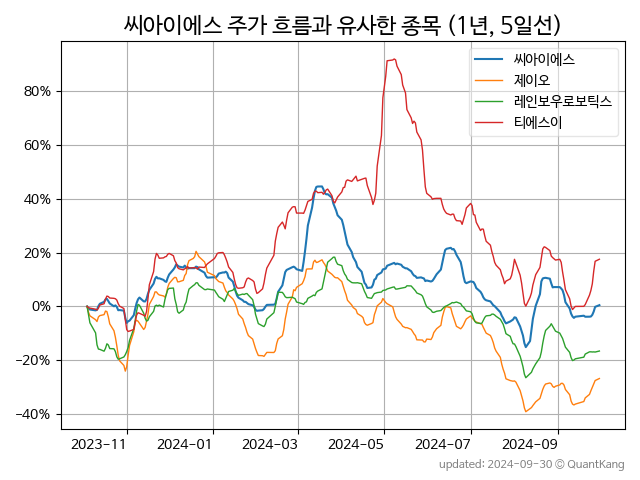 씨아이에스 주가 흐름과 유사한 종목 (1년, 5일선)
씨아이에스
제이오
레인보우로보틱스
티에스이
80%
60%
40%
20%
0%
−20%
−40%
2023-11
2024-01
2024-03
2024-05
2024-07
2024-09
updated: 2024-09-30 © QuantKang